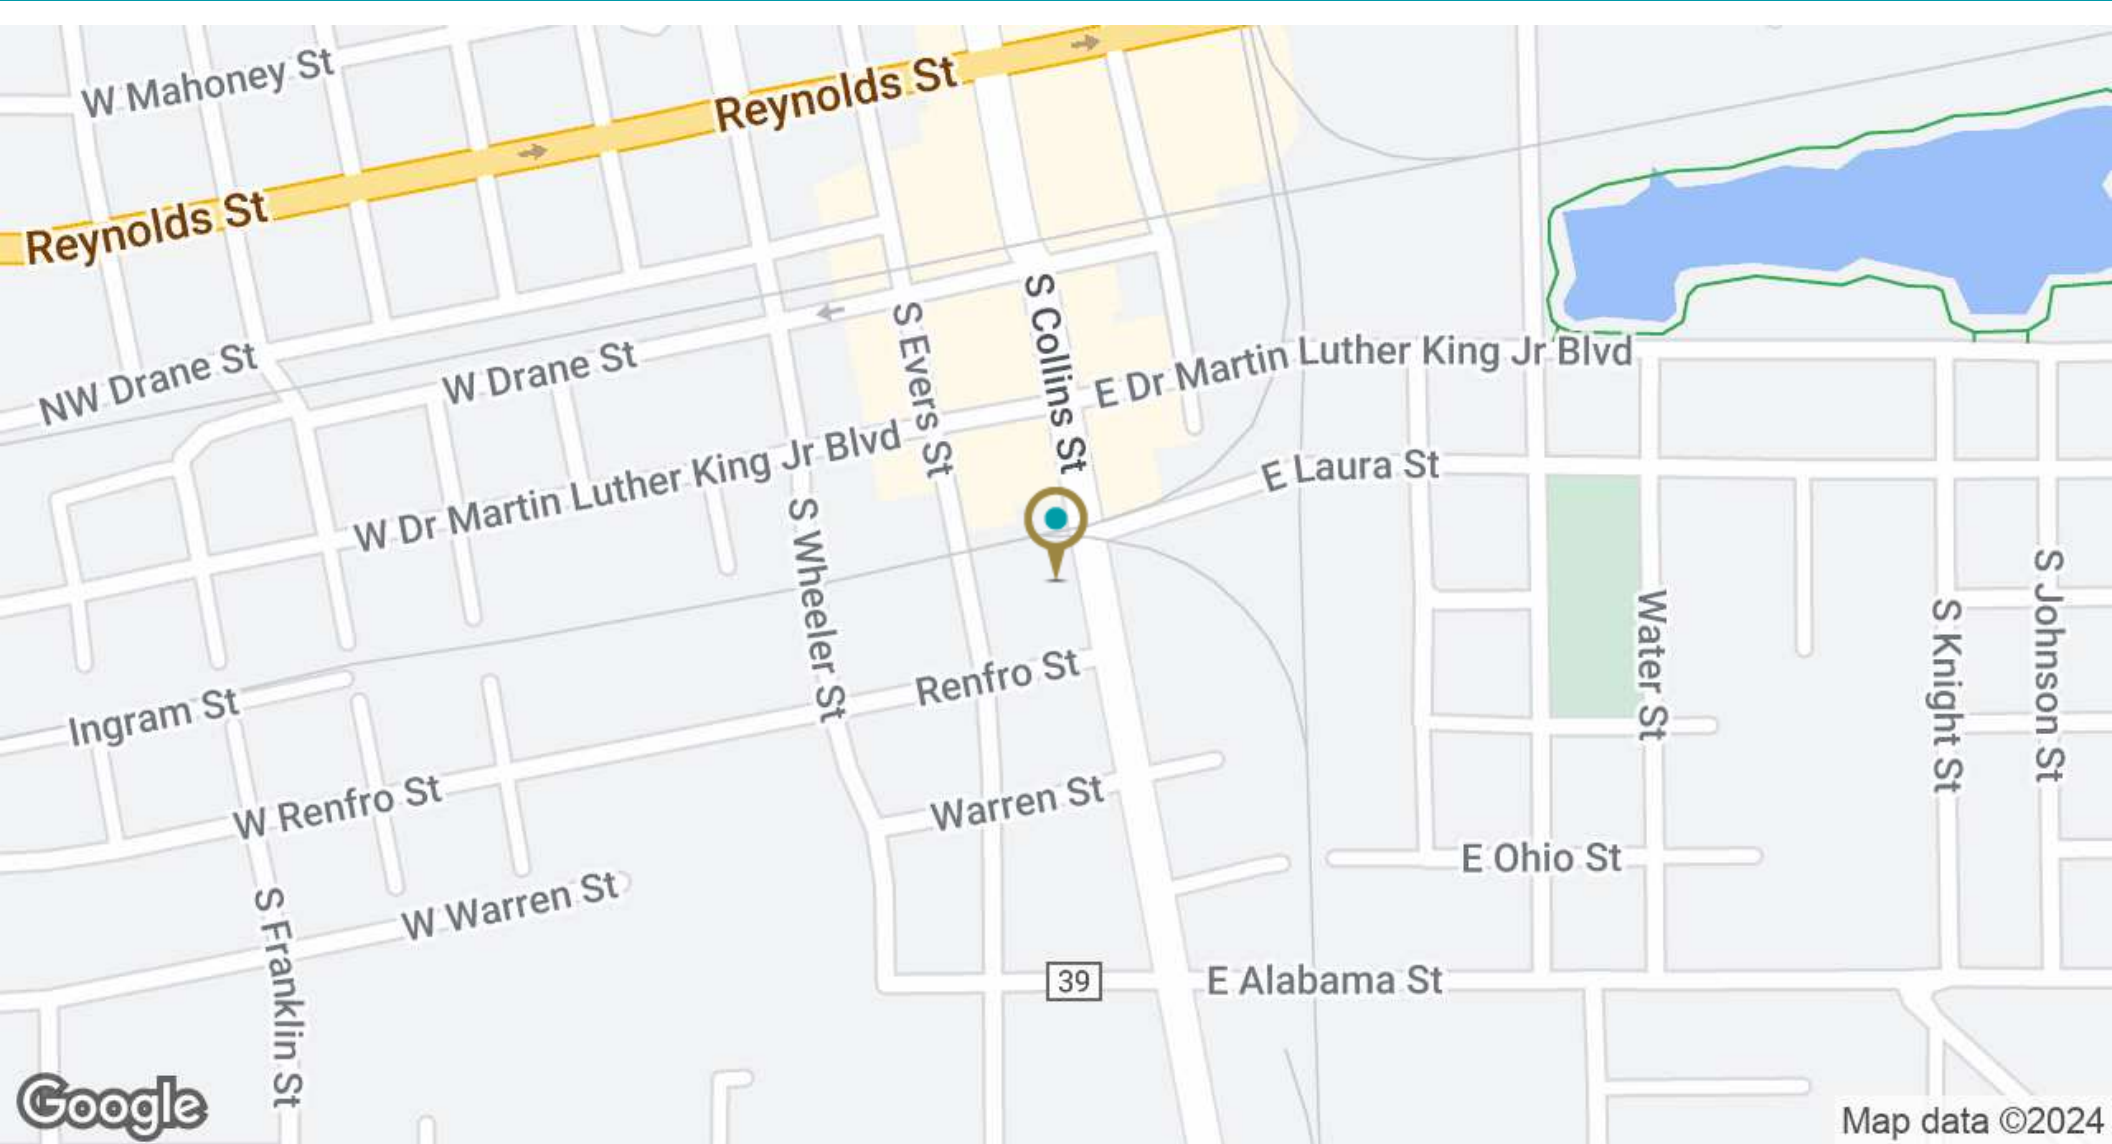 W Mahoney St
Reynolds St
Reynolds St
NW Drane St
W Drane St
S Evers St
S Collins St
E Dr Martin Luther King Jr Blvd
W Dr Martin Luther King Jr Blvd
E Laura St
S Wheeler St
Renfro St
Water St
S Knight St
S Johnson St
Ingram St
W Renfro St
Warren St
E Ohio St
W Warren St
S Franklin St
39
E Alabama St
Google
Map data ©2024